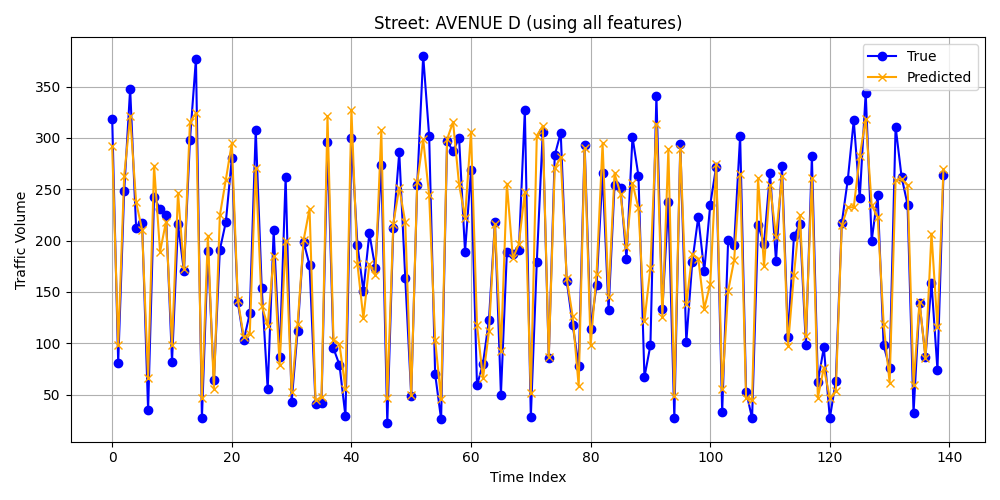 Street: AVENUE D (using all features)
True
Predicted
Traffic Volume
350
300
250
200
150
100
50
0 20 40 60 80 100 120 140
Time Index